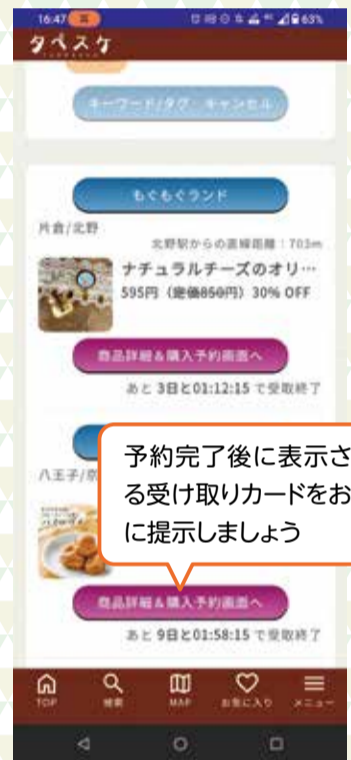 16:47
63%
タベスケ
キーワード/タグ キャンセル
もぐもぐランド
片倉/北野
北野駅からの直線距離：703m
ナチュラルチーズのオリ…
595円（定価850円）30% OFF
商品詳細&購入予約画面へ
あと 3日と01:12:15 で受取終了
八王子/京
予約完了後に表示さ
る受け取りカードをお
に提示しましょう
商品詳細&購入予約画面へ
あと 9日と01:58:15 で受取終了
TOP
検索
MAP
お気に入り
メニュー